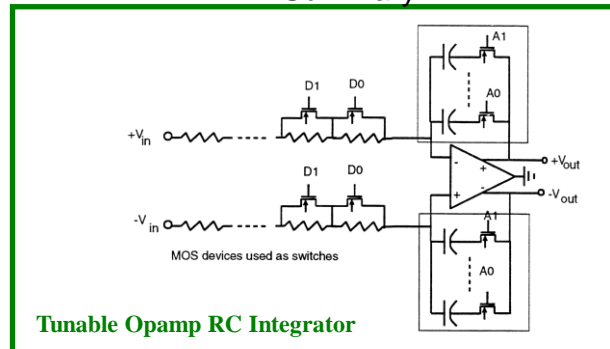 A1
D1 D0
A0
+Vin
- +
+Vout
D1 D0
+ -
-Vout
-Vin
A1
MOS devices used as switches
A0
Tunable Opamp RC Integrator